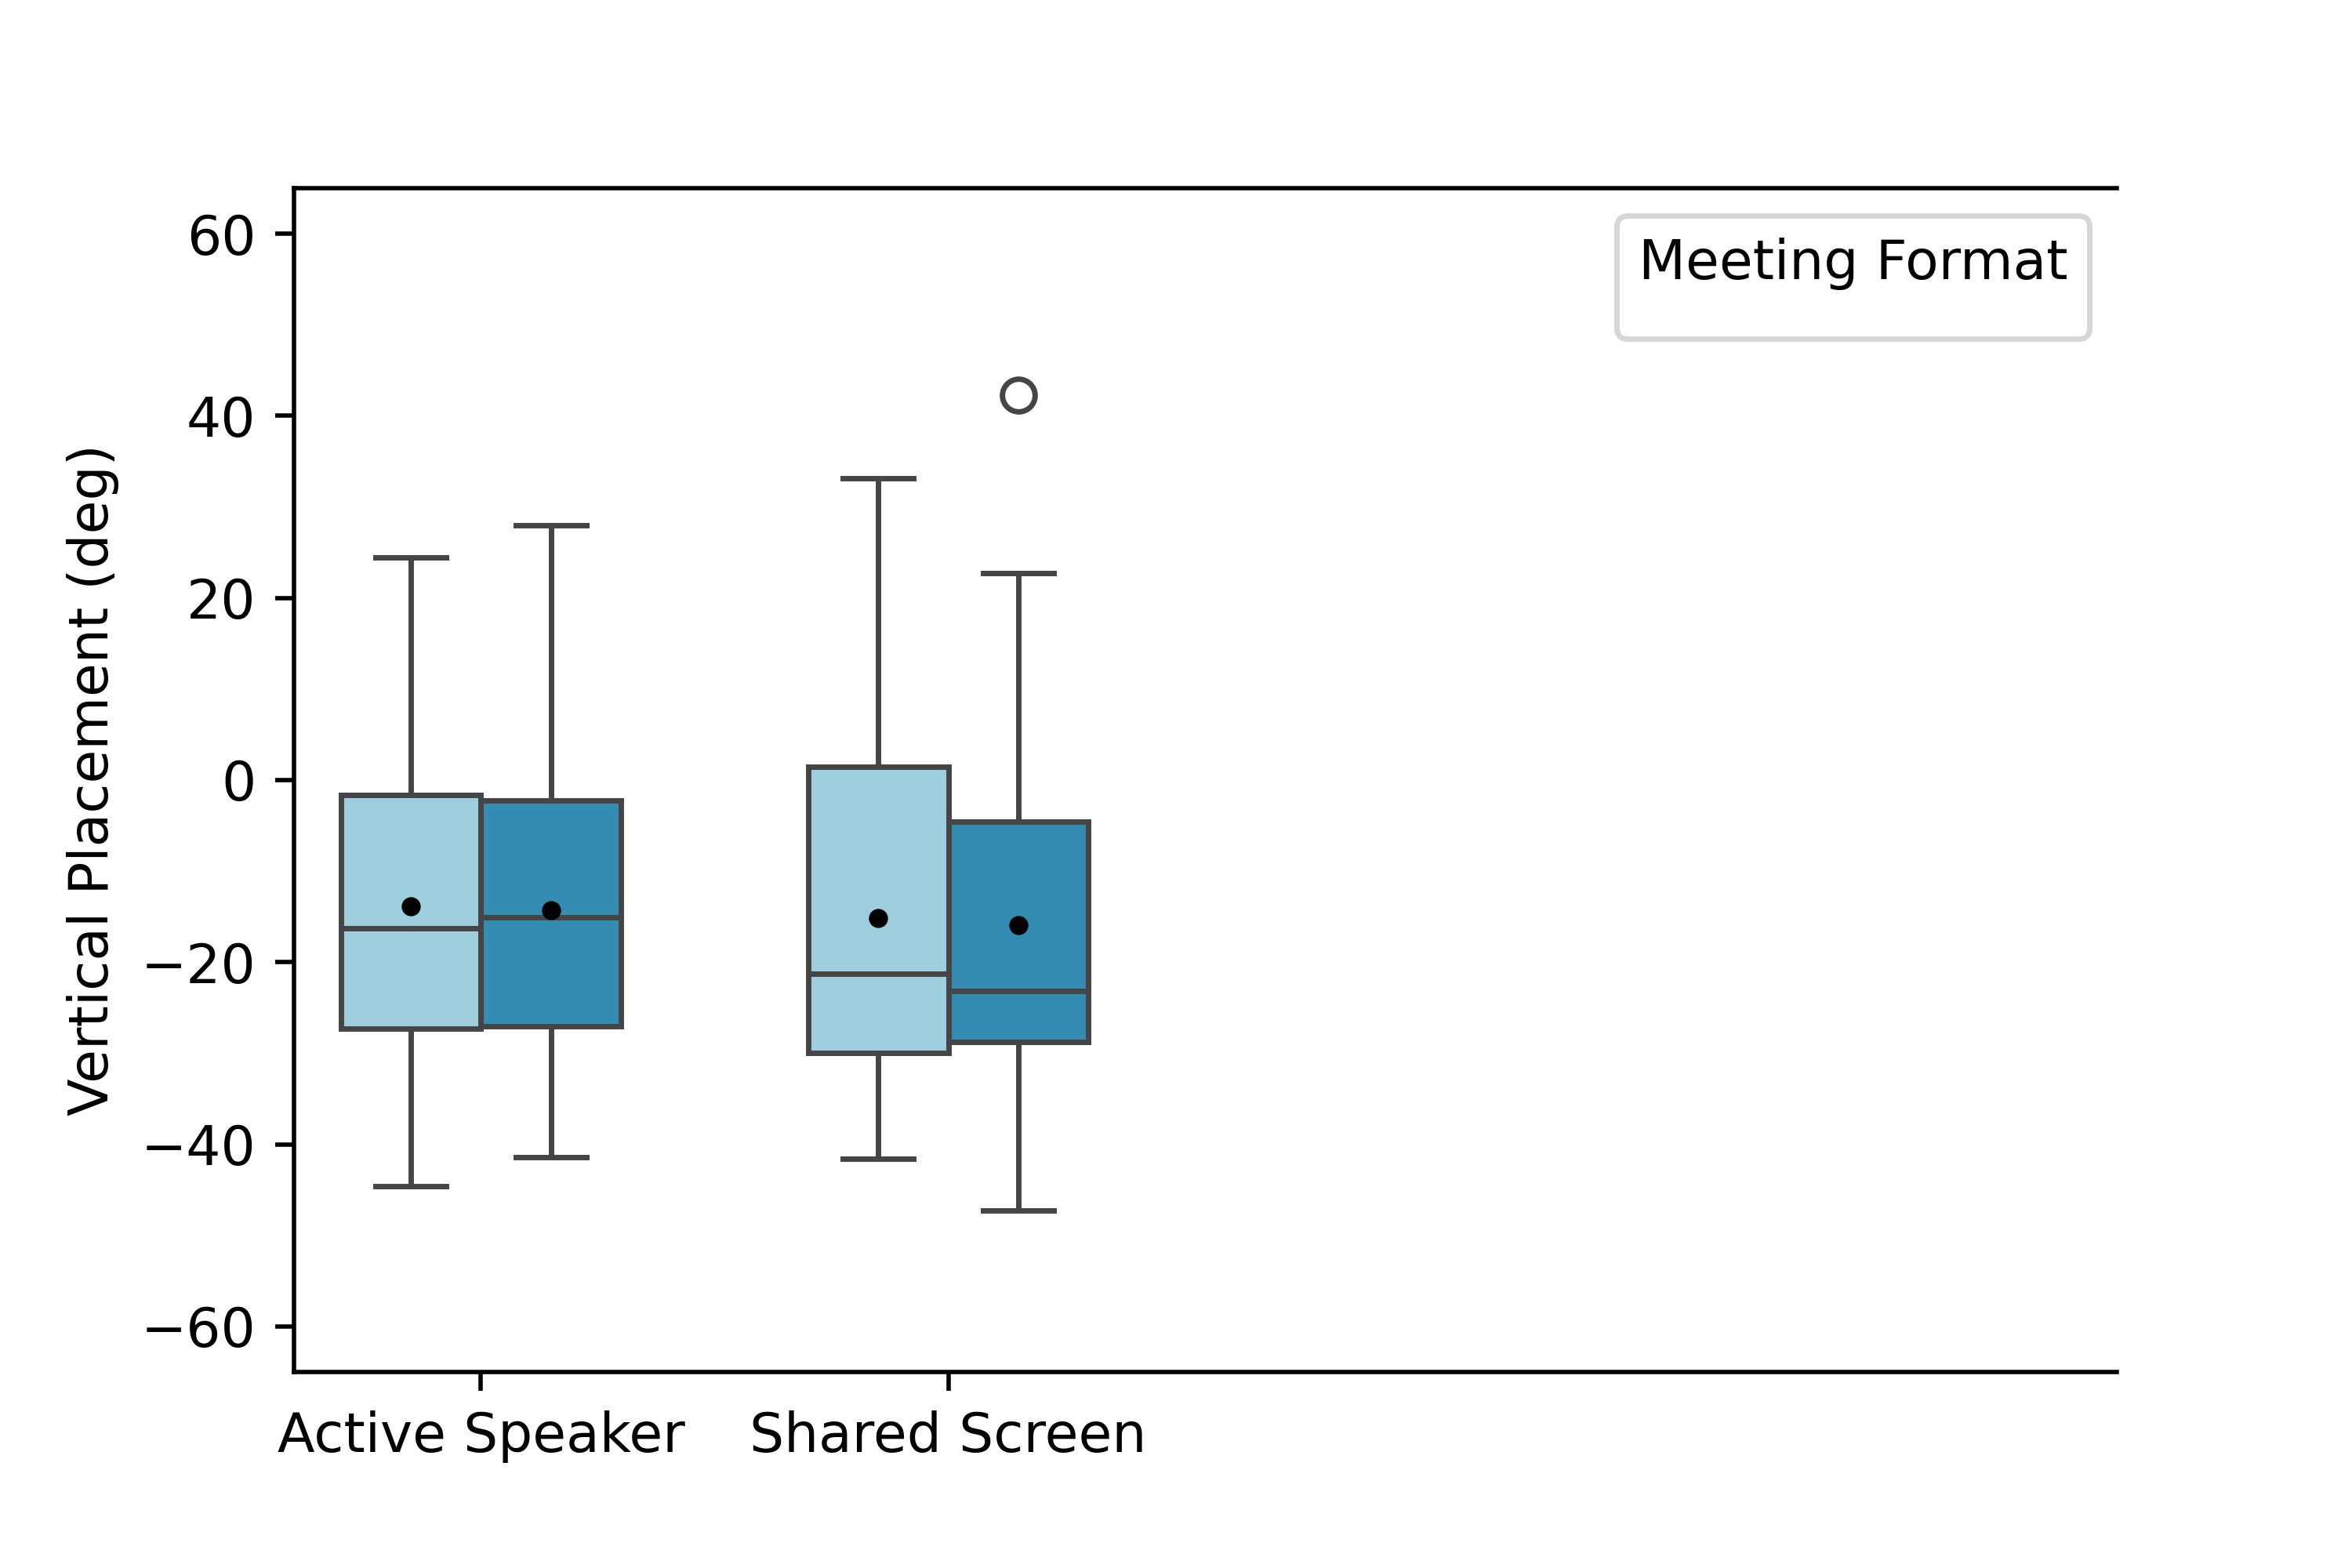 60
40
20
0
−20
−40
−60
Vertical Placement (deg)
Meeting Format
Active Speaker
Shared Screen